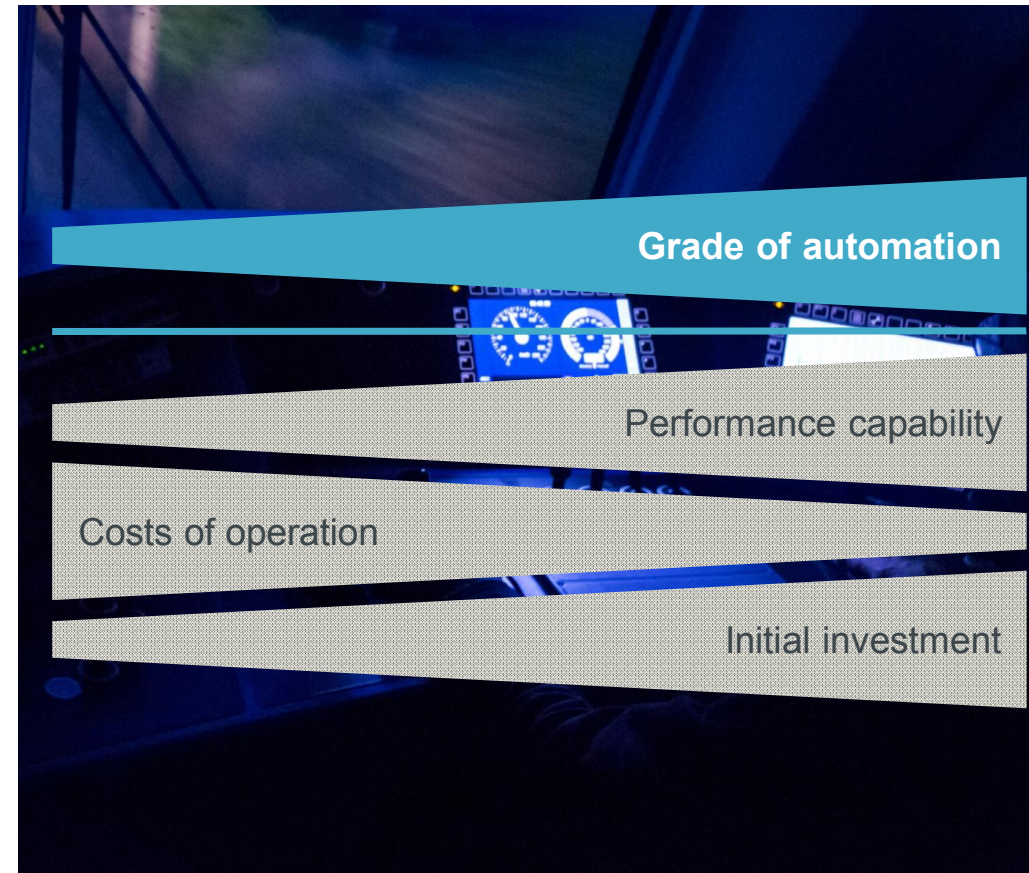 Grade of automation
Performance capability
Costs of operation
Initial investment